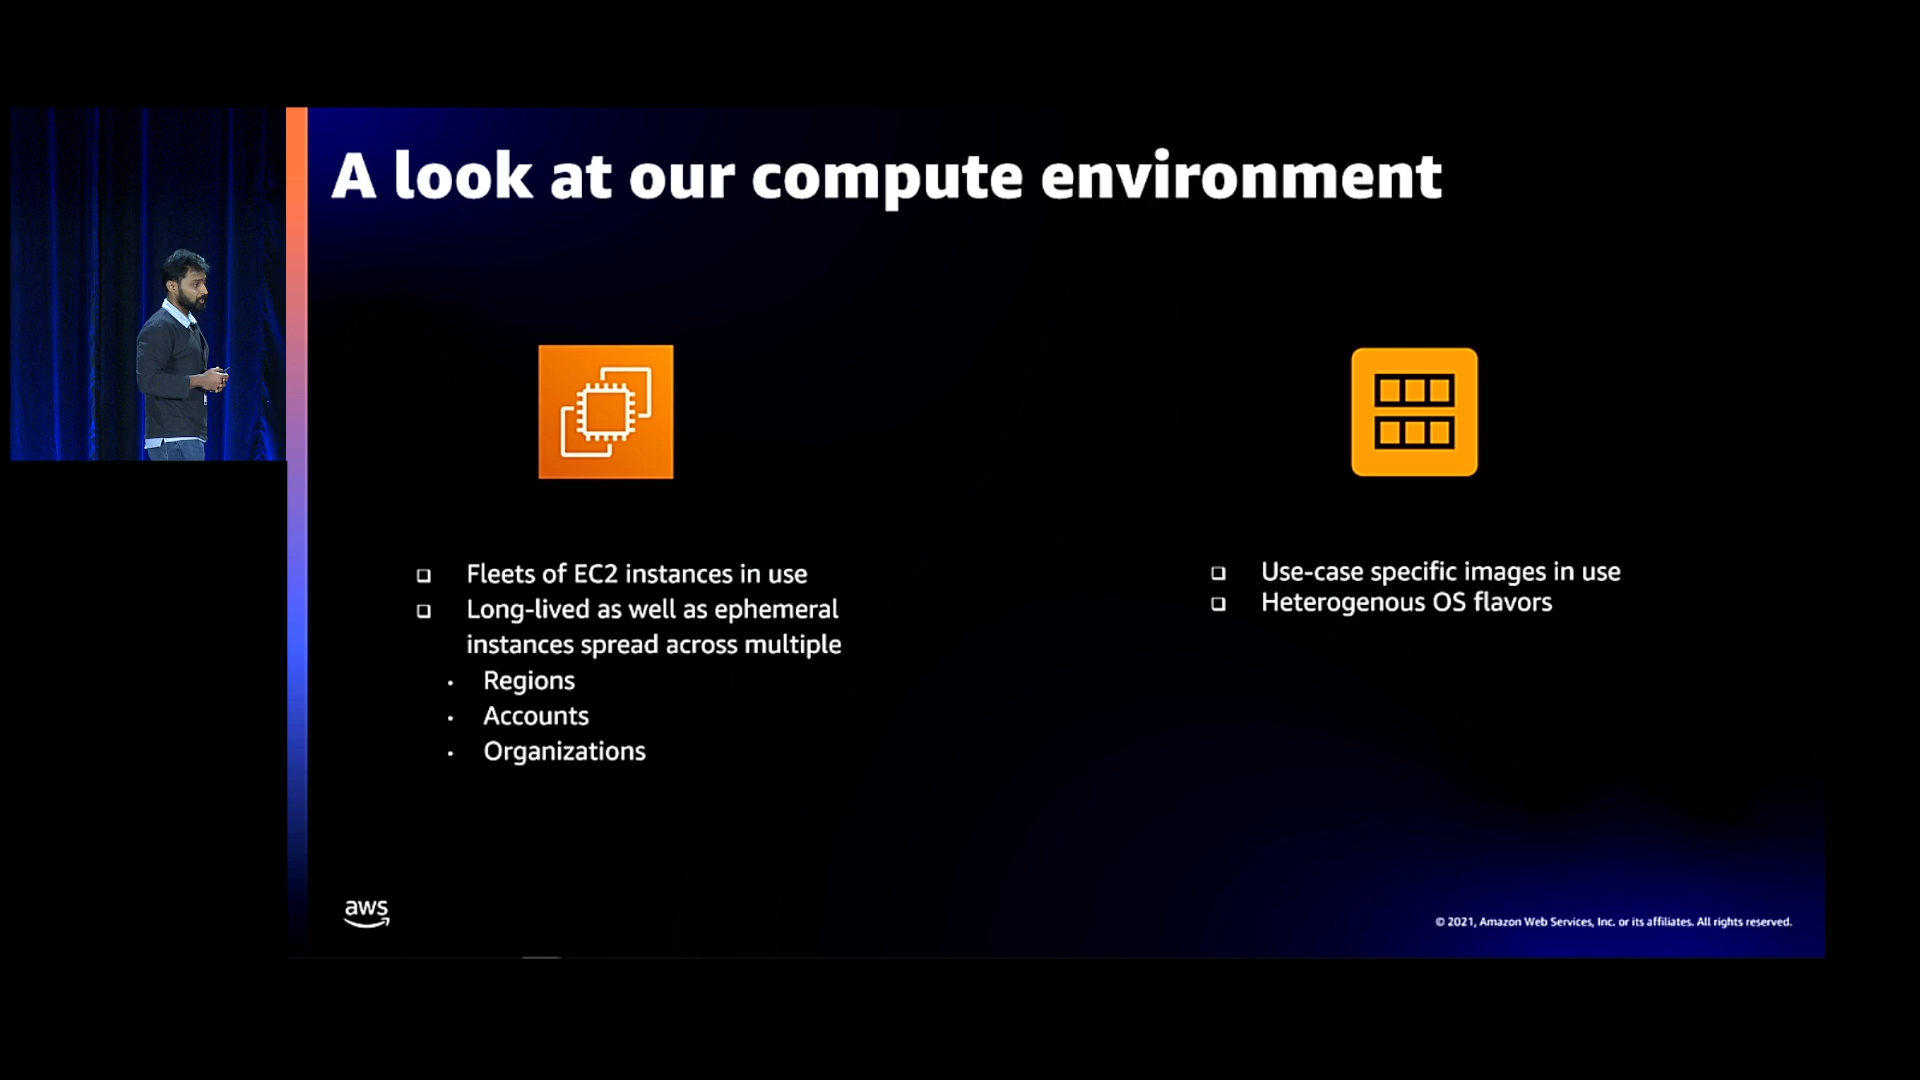 A look at our compute environment
❑ Fleets of EC2 instances in use
❑ Long-lived as well as ephemeral
instances spread across multiple
• Regions
• Accounts
• Organizations
❑ Use-case specific images in use
❑ Heterogenous OS flavors
aws
© 2021, Amazon Web Services, Inc. or its affiliates. All rights reserved.